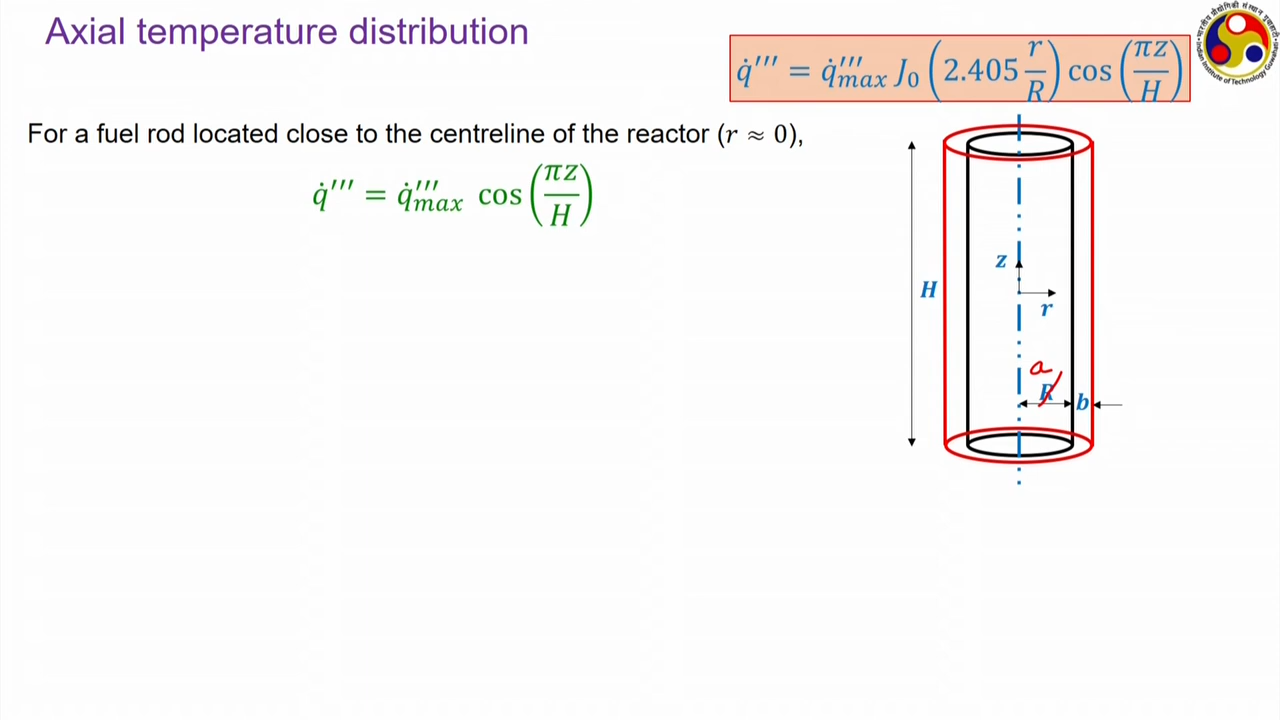 Axial temperature distribution
q̇′′′ = q̇′′′max J₀ (2.405 r/R) cos (πz/H)
For a fuel rod located close to the centreline of the reactor (r ≈ 0),
q̇′′′ = q̇′′′max cos (πz/H)
z
H
r
a
R
b